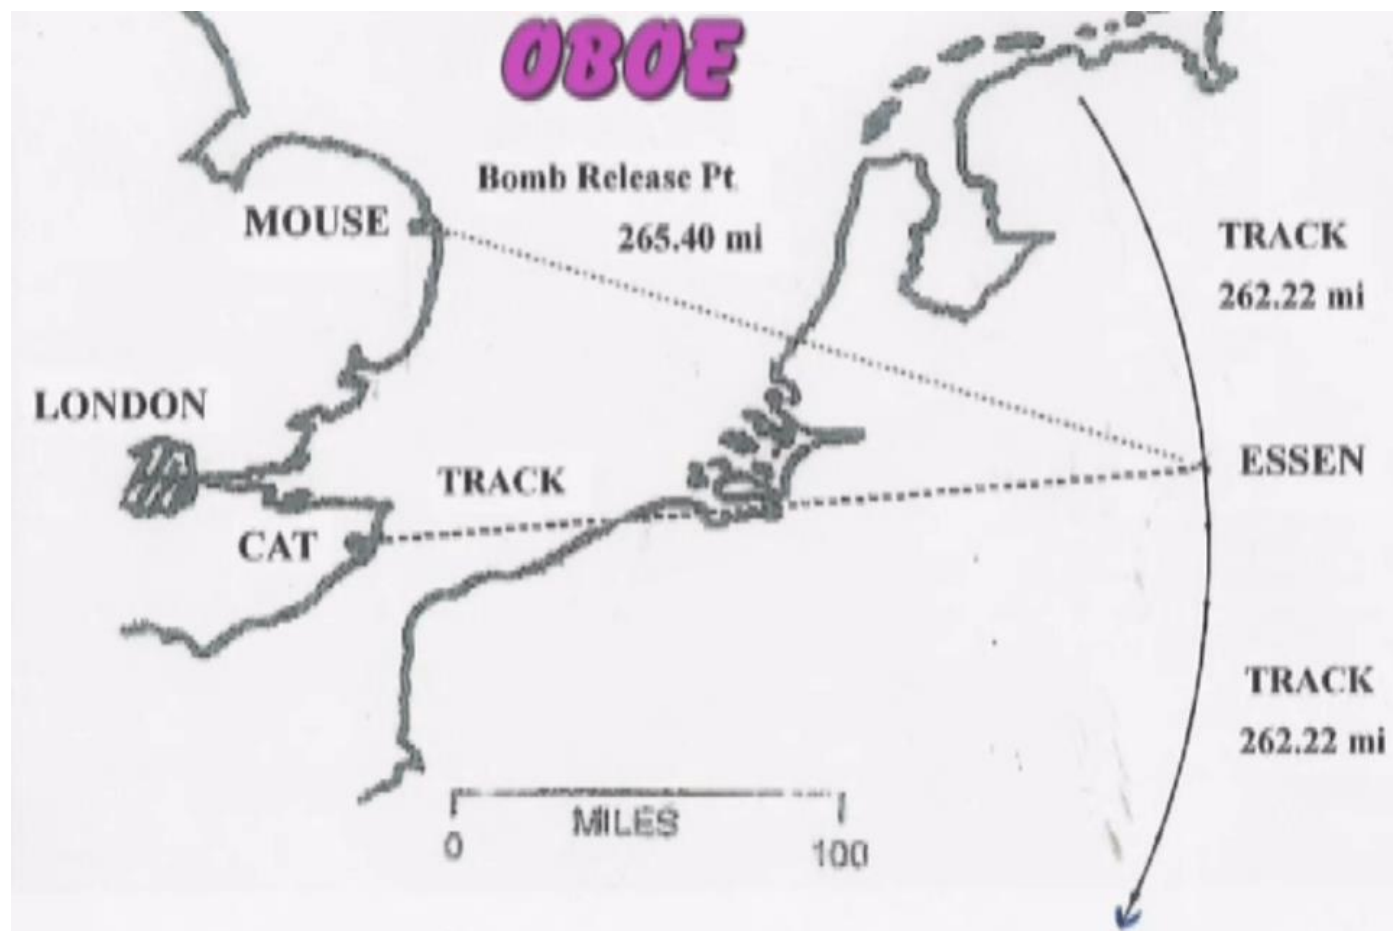 OBOE
Bomb Release Pt
265.40 mi
MOUSE
TRACK
262.22 mi
LONDON
TRACK
ESSEN
CAT
TRACK
262.22 mi
MILES
0
100